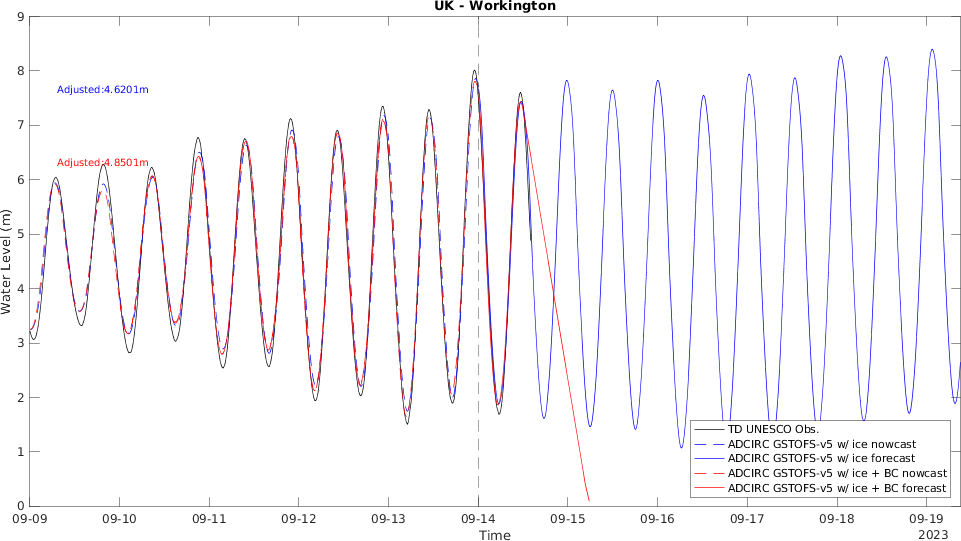 UK - Workington
9
8
7
6
5
4
3
2
1
0
Water Level (m)
Adjusted:4.6201m
Adjusted:4.8501m
TD UNESCO Obs.
ADCIRC GSTOFS-v5 w/ ice nowcast
ADCIRC GSTOFS-v5 w/ ice forecast
ADCIRC GSTOFS-v5 w/ ice + BC nowcast
ADCIRC GSTOFS-v5 w/ ice + BC forecast
09-09 09-10 09-11 09-12 09-13 09-14 09-15 09-16 09-17 09-18 09-19
Time
2023